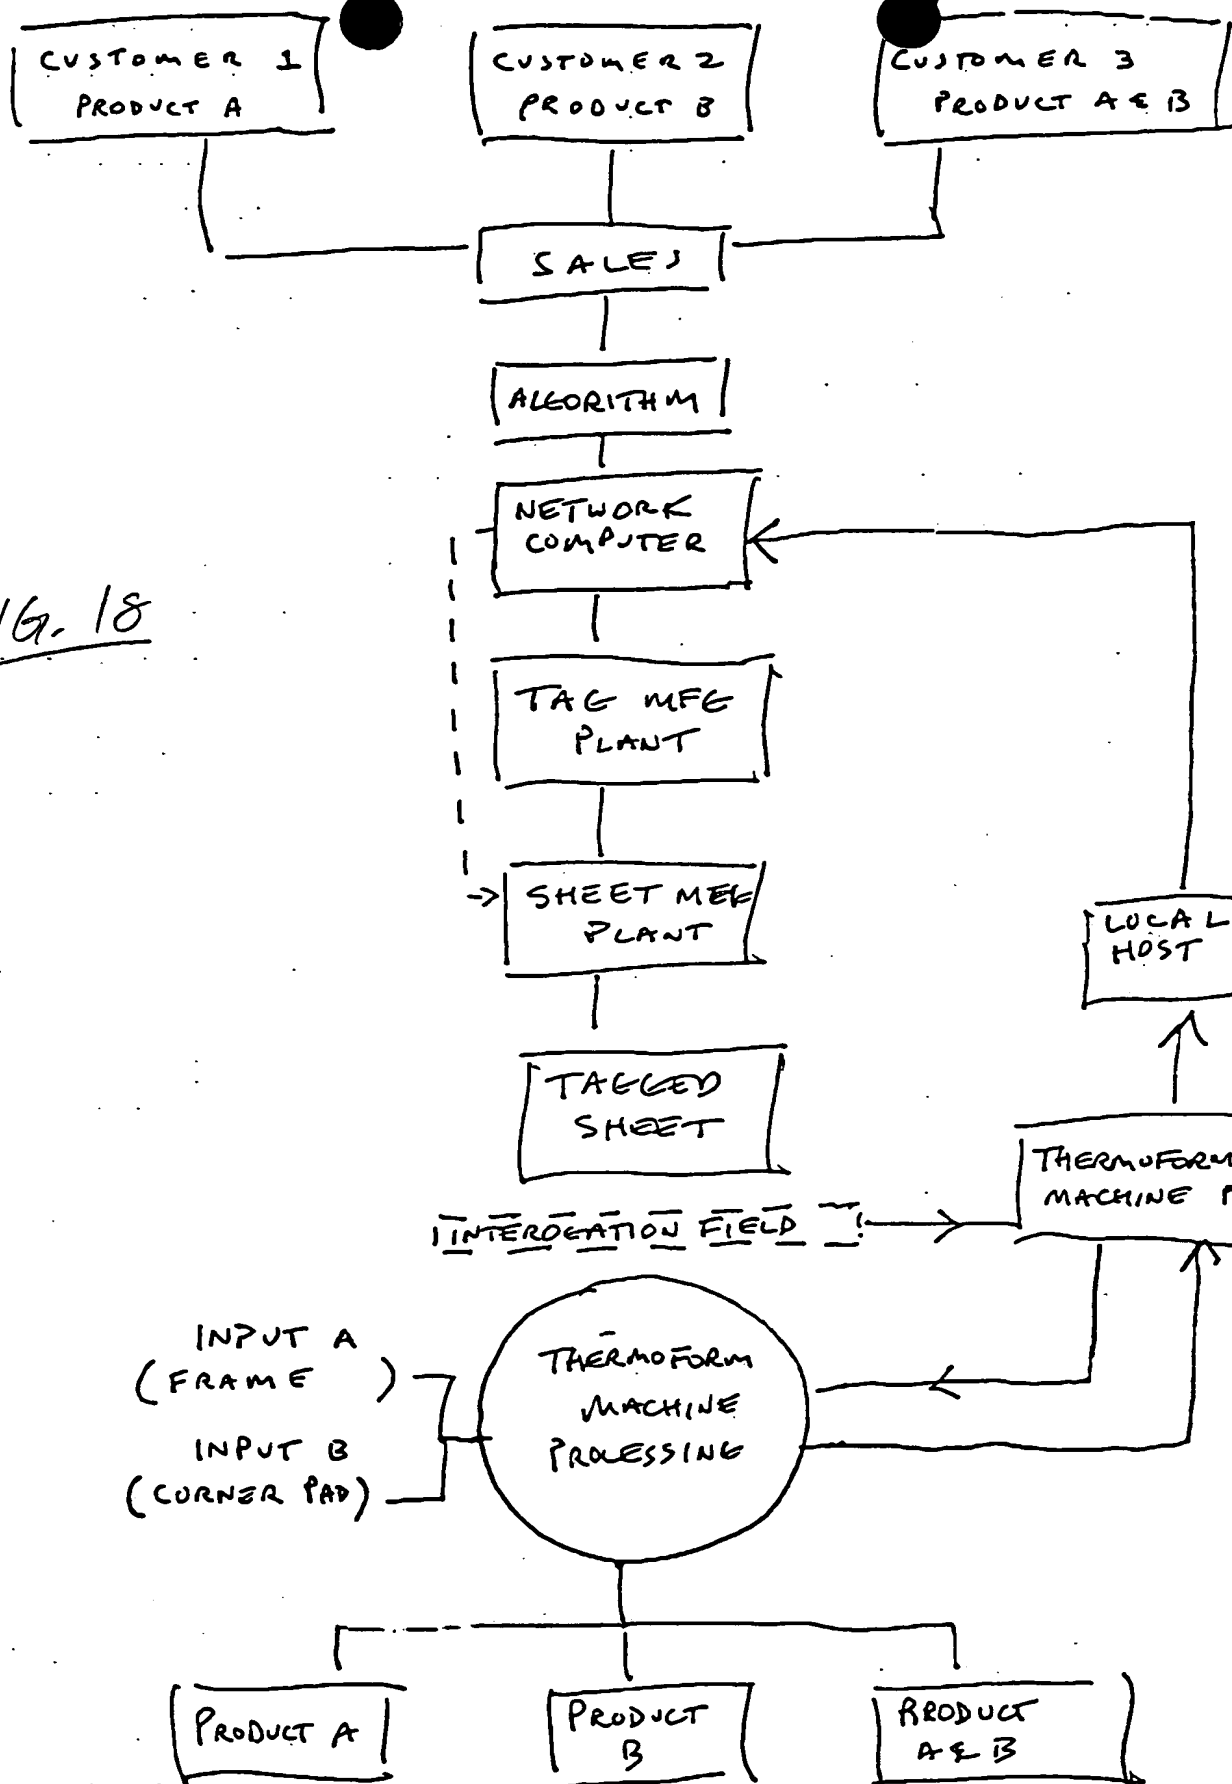 CUSTOMER 1
PRODUCT A
CUSTOMER 2
PRODUCT B
CUSTOMER 3
PRODUCT A & B
SALES
ALGORITHM
NETWORK
COMPUTER
IG. 18
TAG MFG
PLANT
SHEET MFG
PLANT
LOCAL
HOST
TAGGED
SHEET
THERMOFORM
MACHINE P
INTEROGATION FIELD
INPUT A
(FRAME)
INPUT B
(CORNER PAD)
THERMOFORM
MACHINE
PROCESSING
PRODUCT A
PRODUCT
B
PRODUCT
A & B